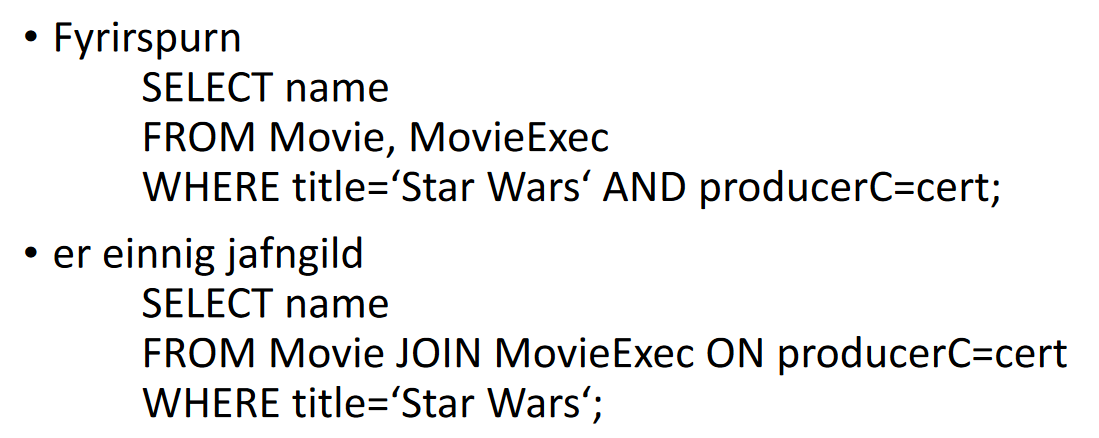 • Fyrirspurn
SELECT name
FROM Movie, MovieExec
WHERE title=‘Star Wars‘ AND producerC=cert;
• er einnig jafngild
SELECT name
FROM Movie JOIN MovieExec ON producerC=cert
WHERE title=‘Star Wars‘;